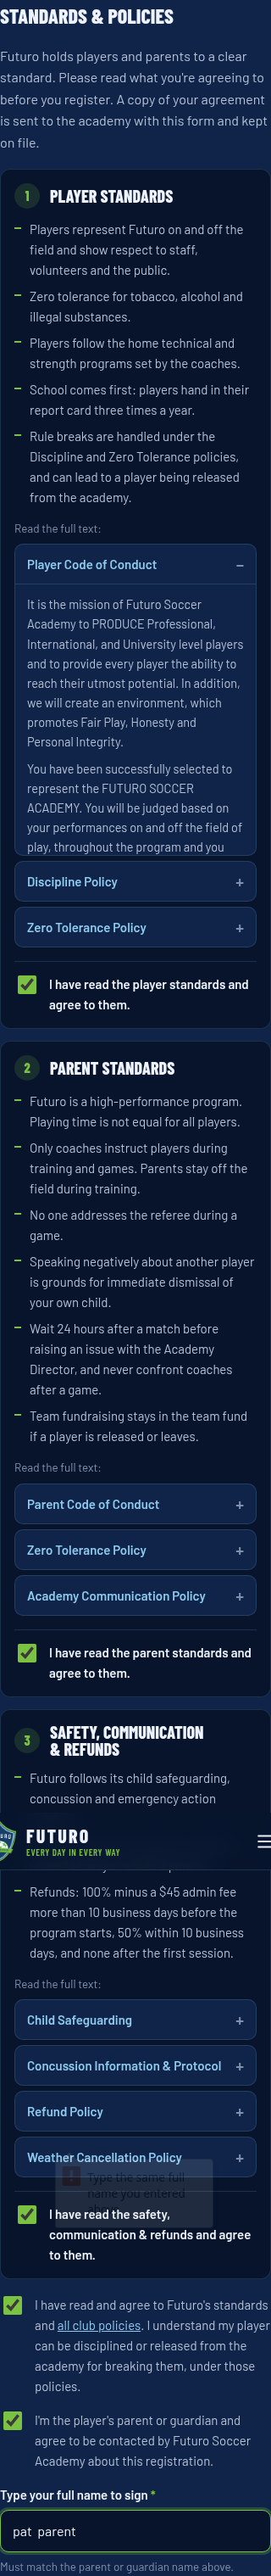 STANDARDS & POLICIES
Futuro holds players and parents to a clear
standard. Please read what you're agreeing to
before you register. A copy of your agreement
is sent to the academy with this form and kept
on file.
1 PLAYER STANDARDS
Players represent Futuro on and off the
field and show respect to staff,
volunteers and the public.
Zero tolerance for tobacco, alcohol and
illegal substances.
Players follow the home technical and
strength programs set by the coaches.
School comes first: players hand in their
report card three times a year.
Rule breaks are handled under the
Discipline and Zero Tolerance policies,
and can lead to a player being released
from the academy.
Read the full text:
Player Code of Conduct –
It is the mission of Futuro Soccer
Academy to PRODUCE Professional,
International, and University level players
and to provide every player the ability to
reach their utmost potential. In addition,
we will create an environment, which
promotes Fair Play, Honesty and
Personal Integrity.
You have been successfully selected to
represent the FUTURO SOCCER
ACADEMY. You will be judged based on
your performances on and off the field of
play, throughout the program and you
Discipline Policy +
Zero Tolerance Policy +
I have read the player standards and
agree to them.
2 PARENT STANDARDS
Futuro is a high-performance program.
Playing time is not equal for all players.
Only coaches instruct players during
training and games. Parents stay off the
field during training.
No one addresses the referee during a
game.
Speaking negatively about another player
is grounds for immediate dismissal of
your own child.
Wait 24 hours after a match before
raising an issue with the Academy
Director, and never confront coaches
after a game.
Team fundraising stays in the team fund
if a player is released or leaves.
Read the full text:
Parent Code of Conduct +
Zero Tolerance Policy +
Academy Communication Policy +
I have read the parent standards and
agree to them.
3 SAFETY, COMMUNICATION
& REFUNDS
Futuro follows its child safeguarding,
concussion and emergency action
FUTURO
EVERY DAY IN EVERY WAY
Refunds: 100% minus a $45 admin fee
more than 10 business days before the
program starts, 50% within 10 business
days, and none after the first session.
Read the full text:
Child Safeguarding +
Concussion Information & Protocol +
Refund Policy +
Weather Cancellation Policy +
Type the same full
name you entered
I have read the safety,
communication & refunds and agree
to them.
I have read and agree to Futuro's standards
and all club policies. I understand my player
can be disciplined or released from the
academy for breaking them, under those
policies.
I'm the player's parent or guardian and
agree to be contacted by Futuro Soccer
Academy about this registration.
Type your full name to sign *
pat parent
Must match the parent or guardian name above.